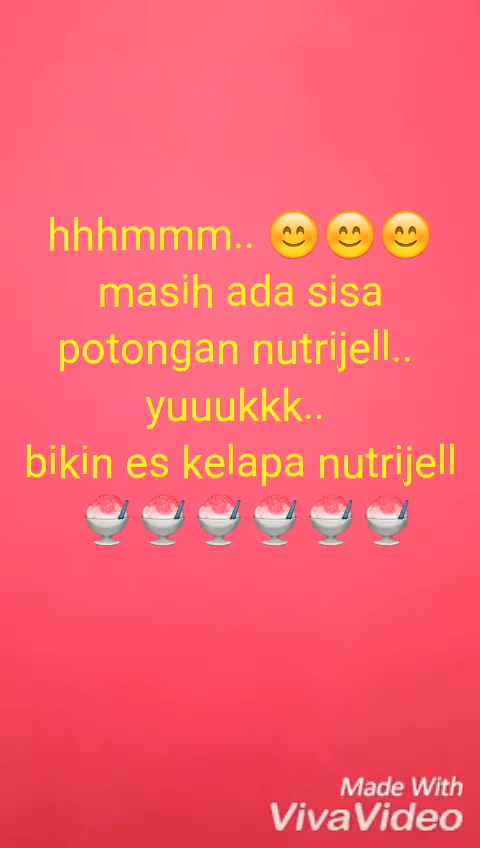 hhhmmm.. 😊😊😊
masih ada sisa
potongan nutrijell..
yuuukkk..
bikin es kelapa nutrijell
🍧🍧🍧🍧🍧🍧
Made With
VivaVideo